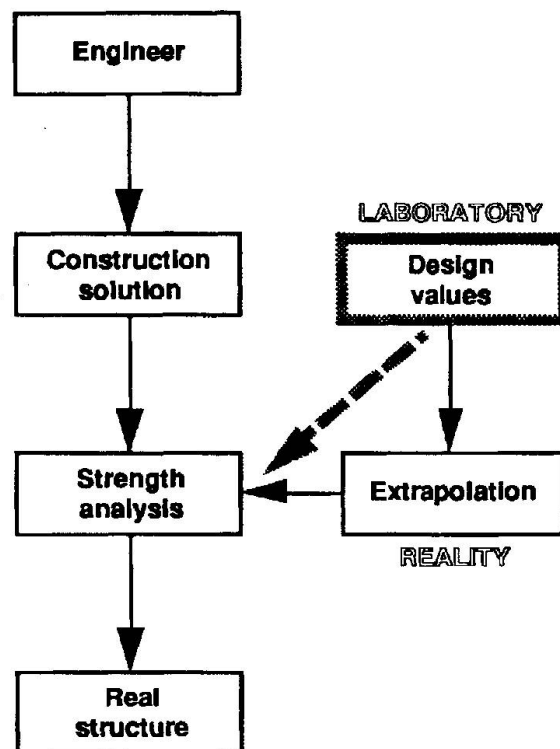 Engineer
Construction
solution
LABORATORY
Design
values
Strength
analysis
Extrapolation
REALITY
Real
structure